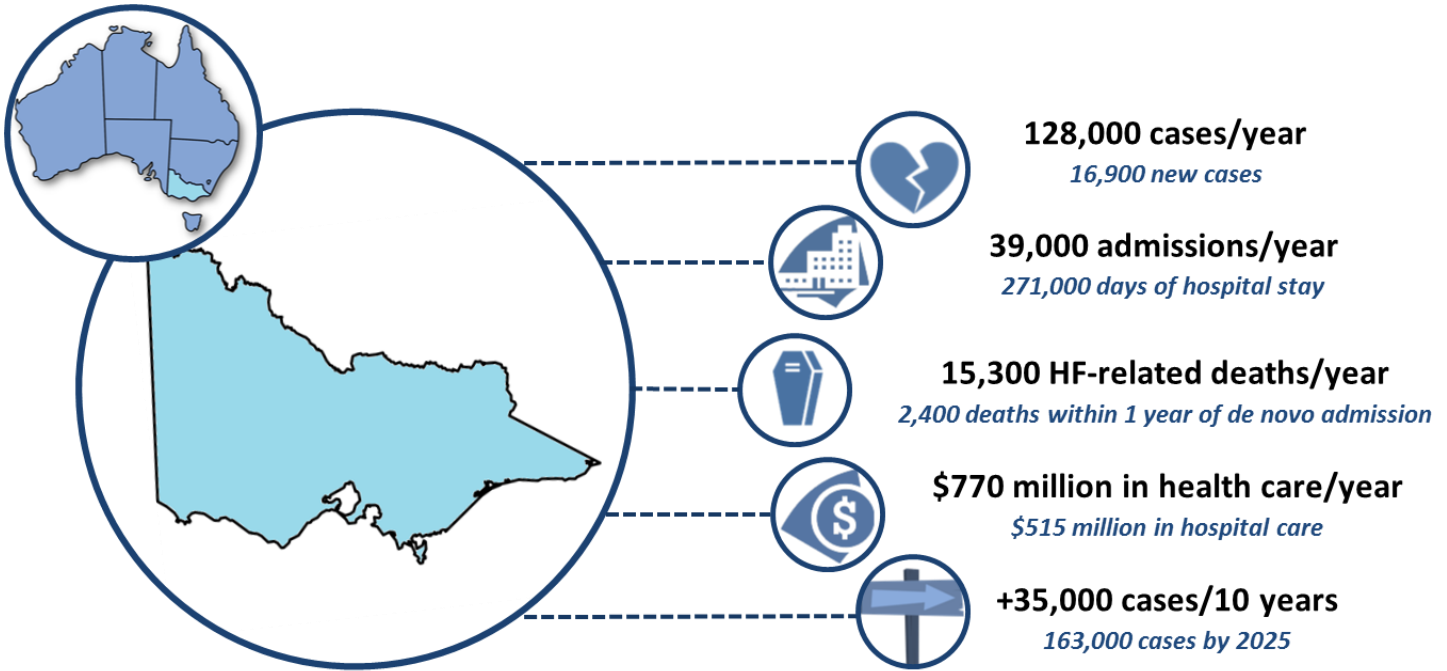 128,000 cases/year
16,900 new cases
39,000 admissions/year
271,000 days of hospital stay
15,300 HF-related deaths/year
2,400 deaths within 1 year of de novo admission
$770 million in health care/year
$515 million in hospital care
$
+35,000 cases/10 years
163,000 cases by 2025